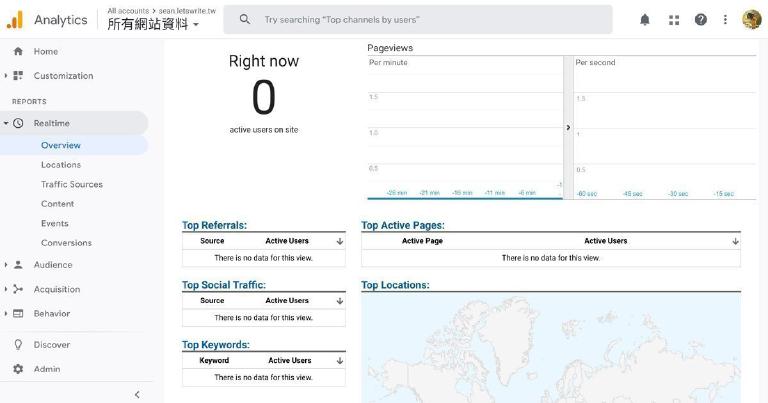 Analytics
All accounts > sean.letswrite.tw
所有網站資料
Try searching “Top channels by users”
Home
Customization
REPORTS
Realtime
Overview
Locations
Traffic Sources
Content
Events
Conversions
Audience
Acquisition
Behavior
Discover
Admin
Right now
0
active users on site
Pageviews
Per minute
1.5
1.0
0.5
-26 min -21 min -16 min -11 min -6 min -1
Per second
1.5
1
0.5
-60 sec -45 sec -30 sec -15 sec
Top Referrals:
Source Active Users
There is no data for this view.
Top Active Pages:
Active Page Active Users
There is no data for this view.
Top Social Traffic:
Source Active Users
There is no data for this view.
Top Locations:
Top Keywords:
Keyword Active Users
There is no data for this view.